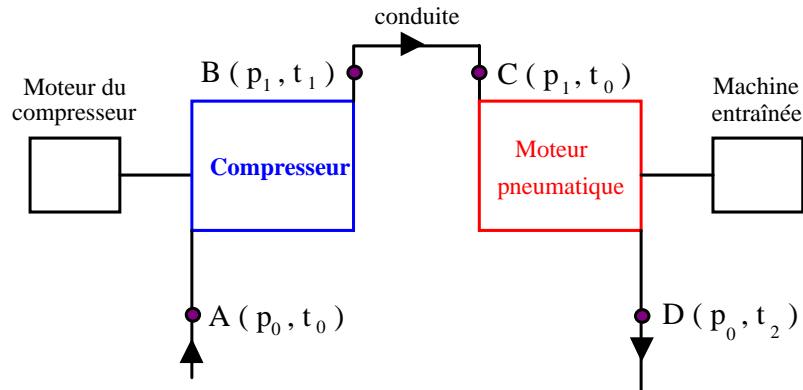 conduite
B ( p₁ , t₁ )
C ( p₁ , t₀ )
Moteur du
compresseur
Machine
entraînée
Compresseur
Moteur
pneumatique
A ( p₀ , t₀ )
D ( p₀ , t₂ )